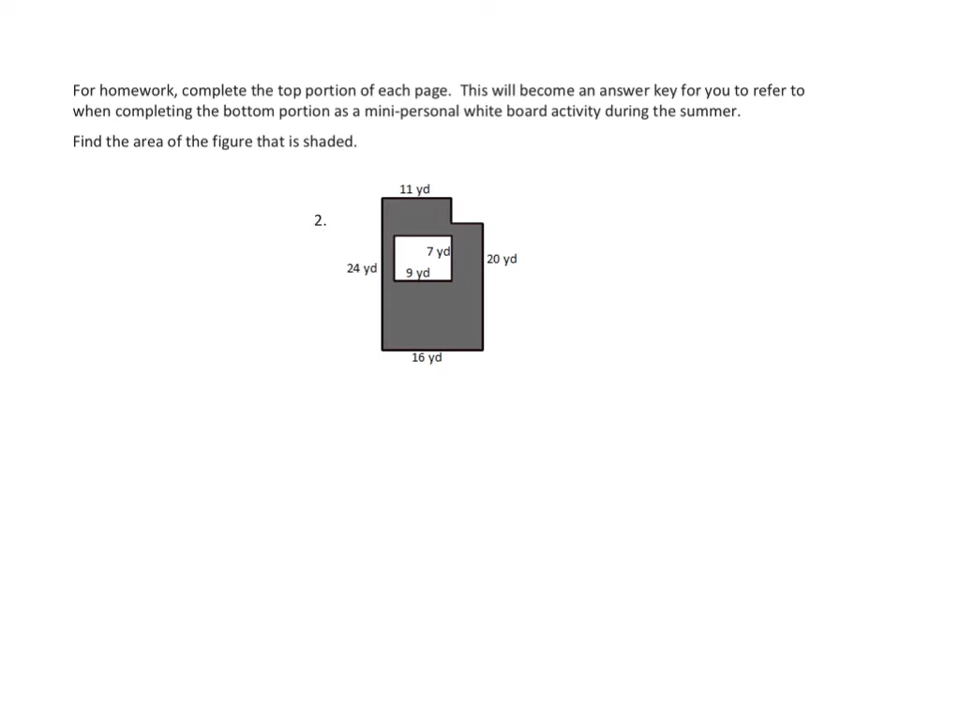 For homework, complete the top portion of each page.  This will become an answer key for you to refer to
when completing the bottom portion as a mini-personal white board activity during the summer.
Find the area of the figure that is shaded.
11 yd
2.
7 yd
20 yd
24 yd
9 yd
16 yd